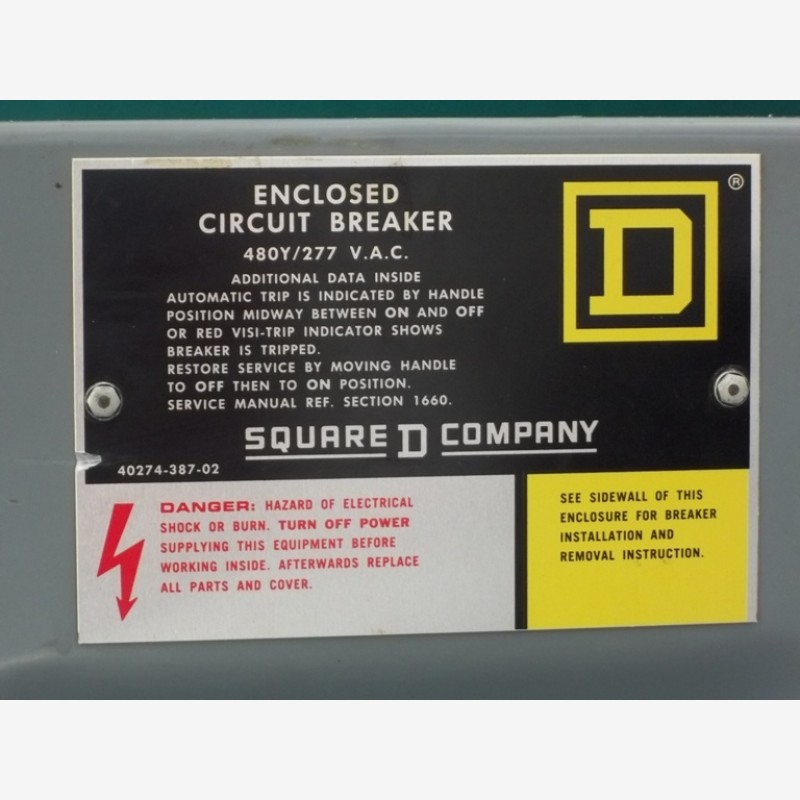 ENCLOSED
CIRCUIT BREAKER
480Y/277 V.A.C.
ADDITIONAL DATA INSIDE
AUTOMATIC TRIP IS INDICATED BY HANDLE
POSITION MIDWAY BETWEEN ON AND OFF
OR RED VISI-TRIP INDICATOR SHOWS
BREAKER IS TRIPPED.
RESTORE SERVICE BY MOVING HANDLE
TO OFF THEN TO ON POSITION.
SERVICE MANUAL REF. SECTION 1660.
D ®
SQUARE D COMPANY
40274-387-02
DANGER: HAZARD OF ELECTRICAL
SHOCK OR BURN. TURN OFF POWER
SUPPLYING THIS EQUIPMENT BEFORE
WORKING INSIDE. AFTERWARDS REPLACE
ALL PARTS AND COVER.
SEE SIDEWALL OF THIS
ENCLOSURE FOR BREAKER
INSTALLATION AND
REMOVAL INSTRUCTION.